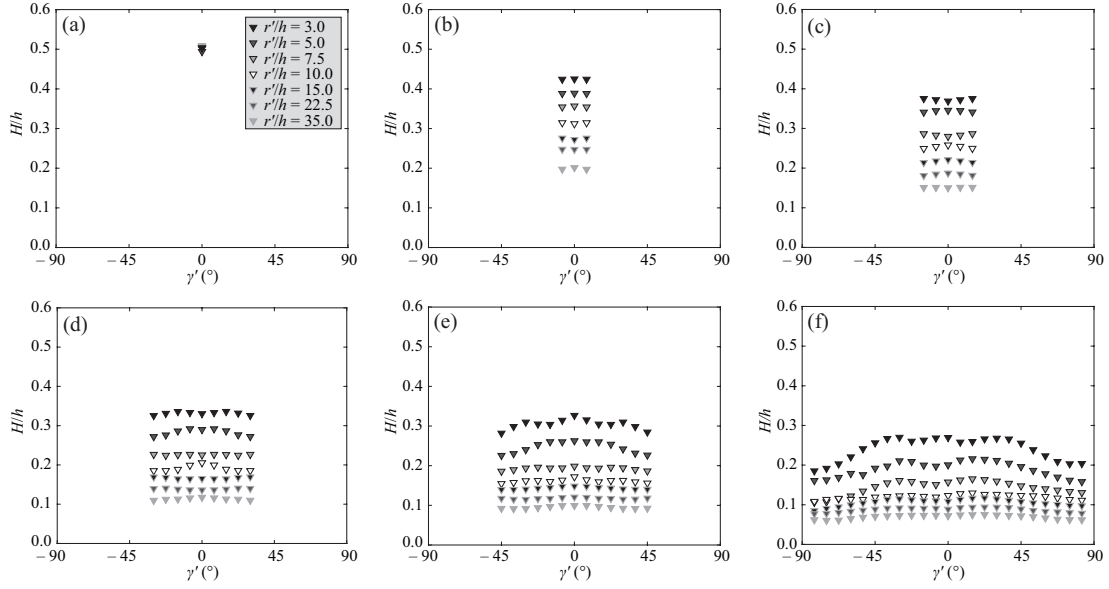 (a)
r′/h = 3.0
r′/h = 5.0
r′/h = 7.5
r′/h = 10.0
r′/h = 15.0
r′/h = 22.5
r′/h = 35.0
0.6
0.5
0.4
0.3
0.2
0.1
0.0
H/h
− 90
− 45
0
45
90
γ′ (°)
(b)
0.6
0.5
0.4
0.3
0.2
0.1
0.0
H/h
− 90
− 45
0
45
90
γ′ (°)
(c)
0.6
0.5
0.4
0.3
0.2
0.1
0.0
H/h
− 90
− 45
0
45
90
γ′ (°)
(d)
0.6
0.5
0.4
0.3
0.2
0.1
0.0
H/h
− 90
− 45
0
45
90
γ′ (°)
(e)
0.6
0.5
0.4
0.3
0.2
0.1
0.0
H/h
− 90
− 45
0
45
90
γ′ (°)
(f)
0.6
0.5
0.4
0.3
0.2
0.1
0.0
H/h
− 90
− 45
0
45
90
γ′ (°)